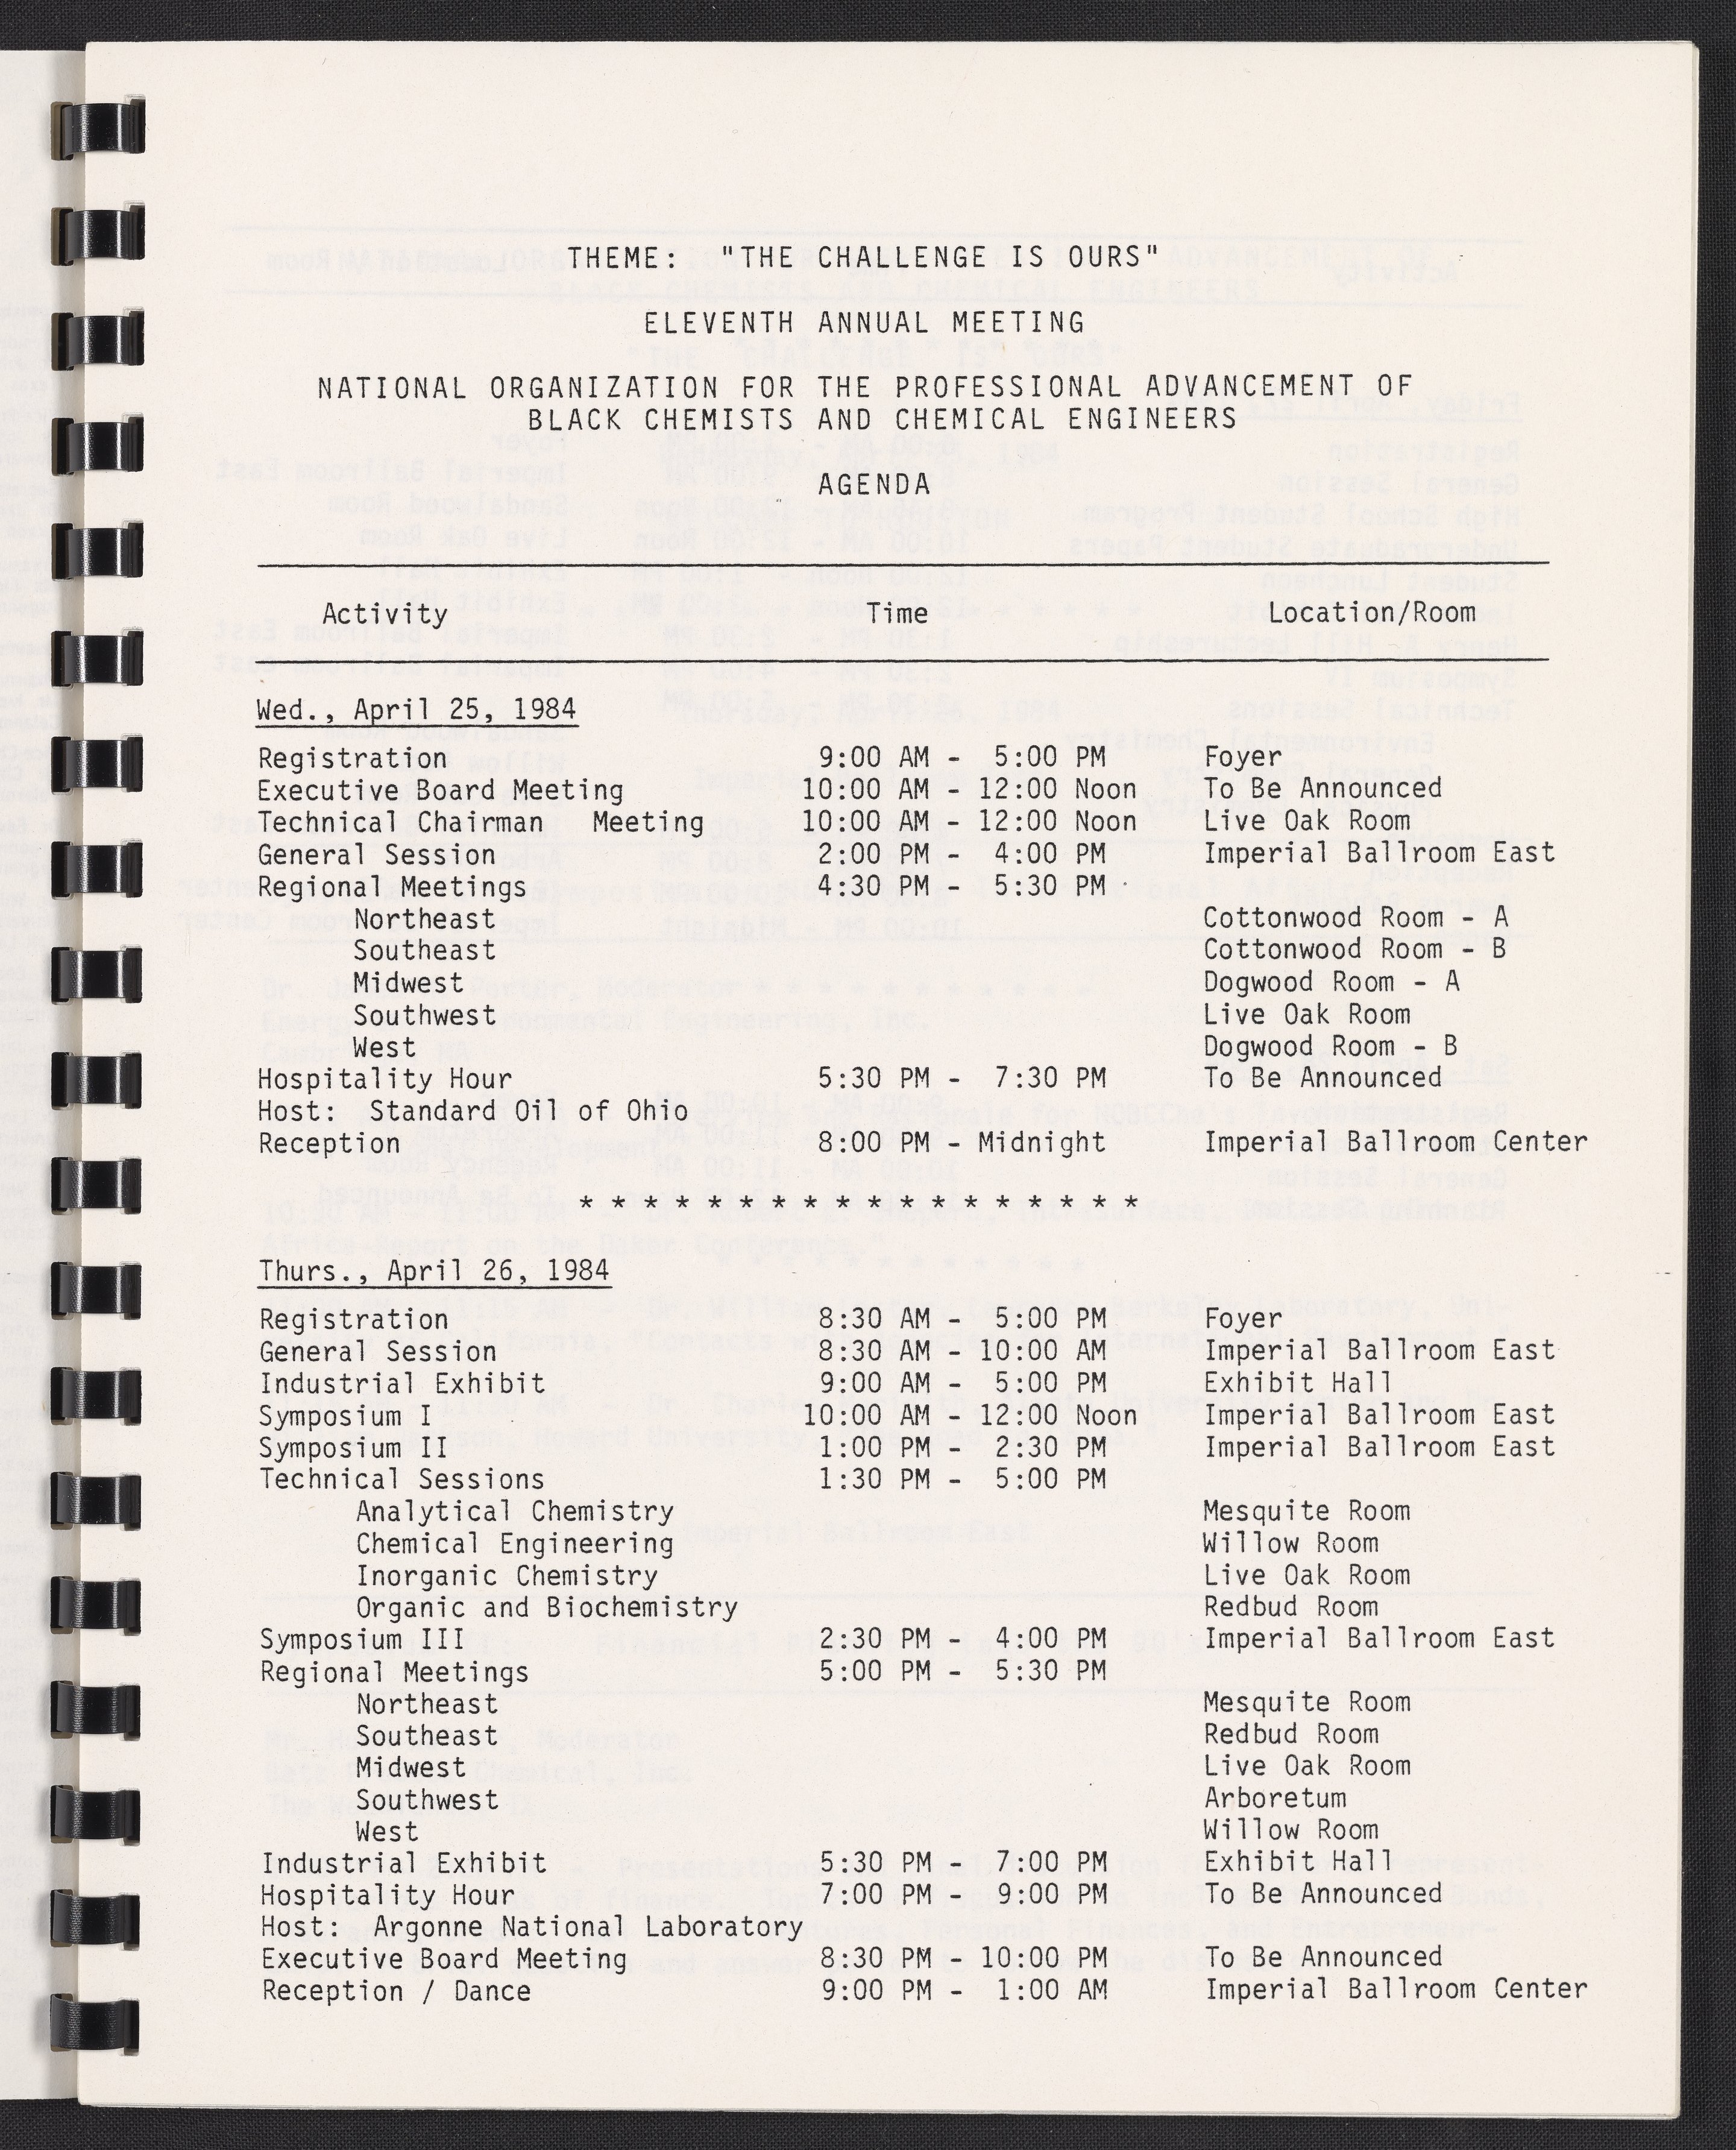 THEME: "THE CHALLENGE IS OURS"
ELEVENTH ANNUAL MEETING
NATIONAL ORGANIZATION FOR THE PROFESSIONAL ADVANCEMENT OF
BLACK CHEMISTS AND CHEMICAL ENGINEERS
AGENDA
Activity Time Location/Room
Wed., April 25, 1984
Registration 9:00 AM - 5:00 PM Foyer
Executive Board Meeting 10:00 AM - 12:00 Noon To Be Announced
Technical Chairman Meeting 10:00 AM - 12:00 Noon Live Oak Room
General Session 2:00 PM - 4:00 PM Imperial Ballroom East
Regional Meetings 4:30 PM - 5:30 PM
Northeast Cottonwood Room - A
Southeast Cottonwood Room - B
Midwest Dogwood Room - A
Southwest Live Oak Room
West Dogwood Room - B
Hospitality Hour 5:30 PM - 7:30 PM To Be Announced
Host: Standard Oil of Ohio
Reception 8:00 PM - Midnight Imperial Ballroom Center
* * * * * * * * * * * * * * * * * *
Thurs., April 26, 1984
Registration 8:30 AM - 5:00 PM Foyer
General Session 8:30 AM - 10:00 AM Imperial Ballroom East
Industrial Exhibit 9:00 AM - 5:00 PM Exhibit Hall
Symposium I 10:00 AM - 12:00 Noon Imperial Ballroom East
Symposium II 1:00 PM - 2:30 PM Imperial Ballroom East
Technical Sessions 1:30 PM - 5:00 PM
Analytical Chemistry Mesquite Room
Chemical Engineering Willow Room
Inorganic Chemistry Live Oak Room
Organic and Biochemistry Redbud Room
Symposium III 2:30 PM - 4:00 PM Imperial Ballroom East
Regional Meetings 5:00 PM - 5:30 PM
Northeast Mesquite Room
Southeast Redbud Room
Midwest Live Oak Room
Southwest Arboretum
West Willow Room
Industrial Exhibit 5:30 PM - 7:00 PM Exhibit Hall
Hospitality Hour 7:00 PM - 9:00 PM To Be Announced
Host: Argonne National Laboratory
Executive Board Meeting 8:30 PM - 10:00 PM To Be Announced
Reception / Dance 9:00 PM - 1:00 AM Imperial Ballroom Center